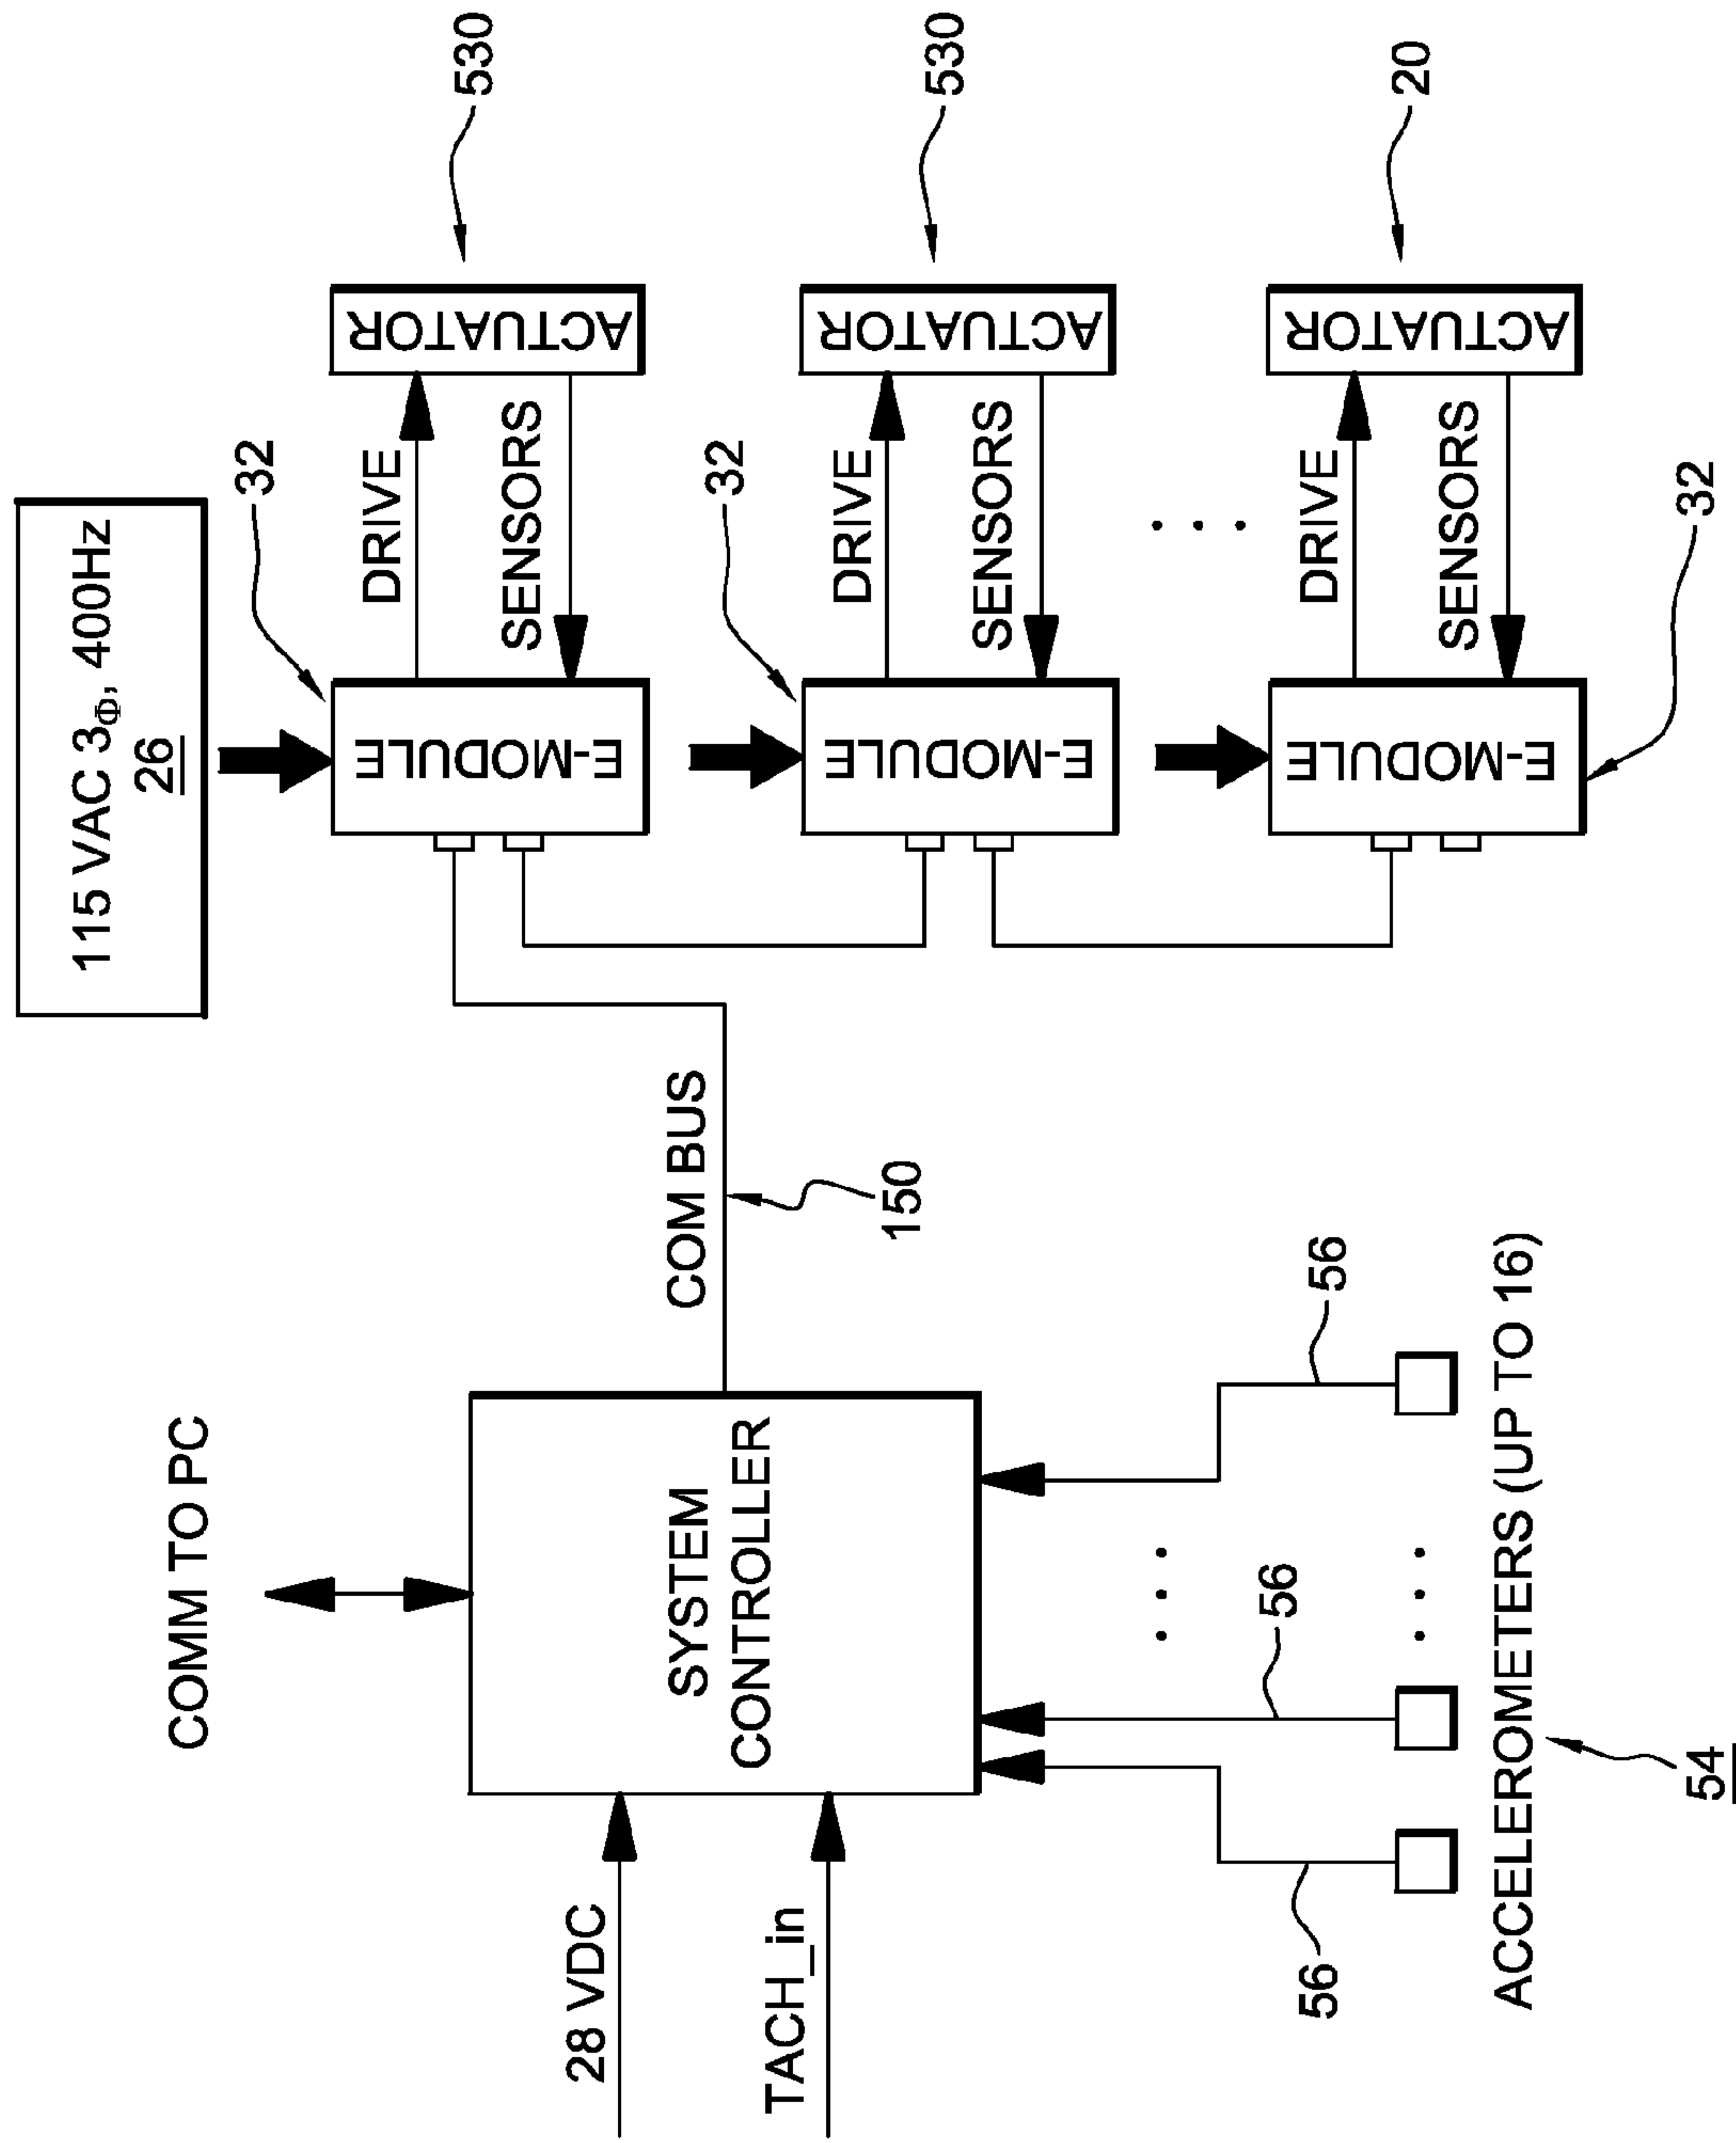 115 VAC 3Φ, 400Hz
26
COMM TO PC
28 VDC
TACH_in
SYSTEM
CONTROLLER
COM BUS
150
56
56
56
ACCELEROMETERS (UP TO 16)
54
E-MODULE
32
DRIVE
SENSORS
ACTUATOR
530
E-MODULE
32
DRIVE
SENSORS
ACTUATOR
530
E-MODULE
32
DRIVE
SENSORS
ACTUATOR
20